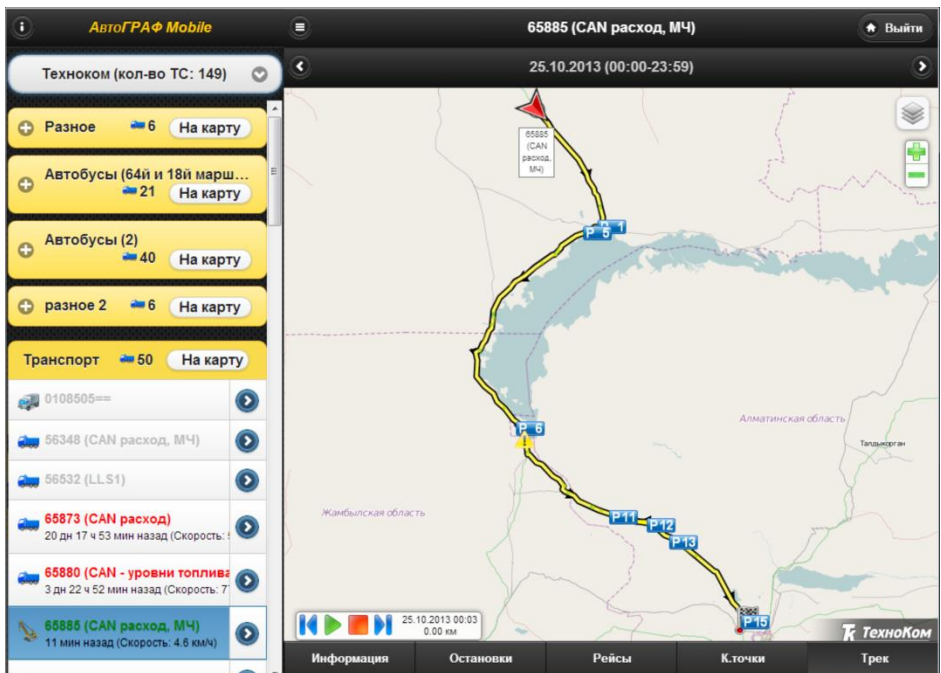 АвтоГРАФ Mobile
65885 (CAN расход, МЧ)
Выйти
Техноком (кол-во ТС: 149)
25.10.2013 (00:00-23:59)
Разное 6 На карту
Автобусы (64й и 18й марш...
21 На карту
Автобусы (2)
40 На карту
разное 2 6 На карту
Транспорт 50 На карту
0108505==
56348 (CAN расход, МЧ)
56532 (LLS1)
65873 (CAN расход)
20 дн 17 ч 53 мин назад (Скорость:
65880 (CAN - уровни топлива
3 дн 22 ч 52 мин назад (Скорость: 7
65885 (CAN расход, МЧ)
11 мин назад (Скорость: 4.6 км/ч)
65885
(CAN
расход,
МЧ)
1
P 5
P 6
Алматинская область
Талдыкорган
Жамбылская область
P11
P12
P13
P15
25.10.2013 00:03
0.00 км
ТехноКом
Информация
Остановки
Рейсы
К.точки
Трек